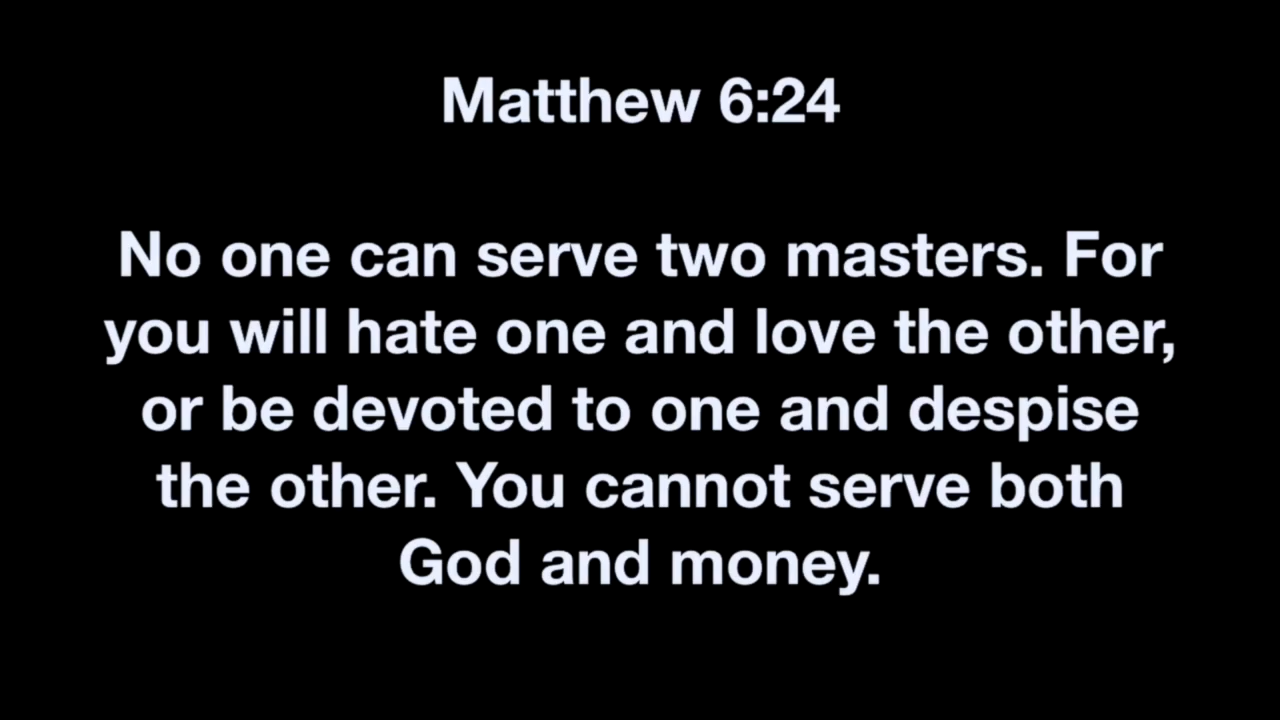 Matthew 6:24
No one can serve two masters. For
you will hate one and love the other,
or be devoted to one and despise
the other. You cannot serve both
God and money.